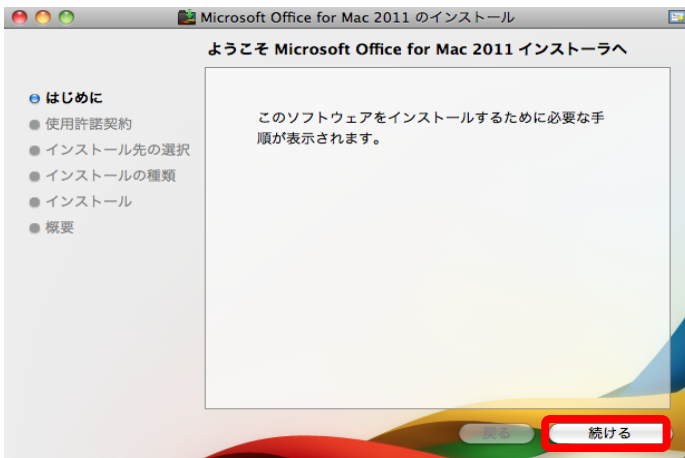 Microsoft Office for Mac 2011 のインストール
ようこそ Microsoft Office for Mac 2011 インストーラへ
はじめに
使用許諾契約
インストール先の選択
インストールの種類
インストール
概要
このソフトウェアをインストールするために必要な手
順が表示されます。
戻る
続ける